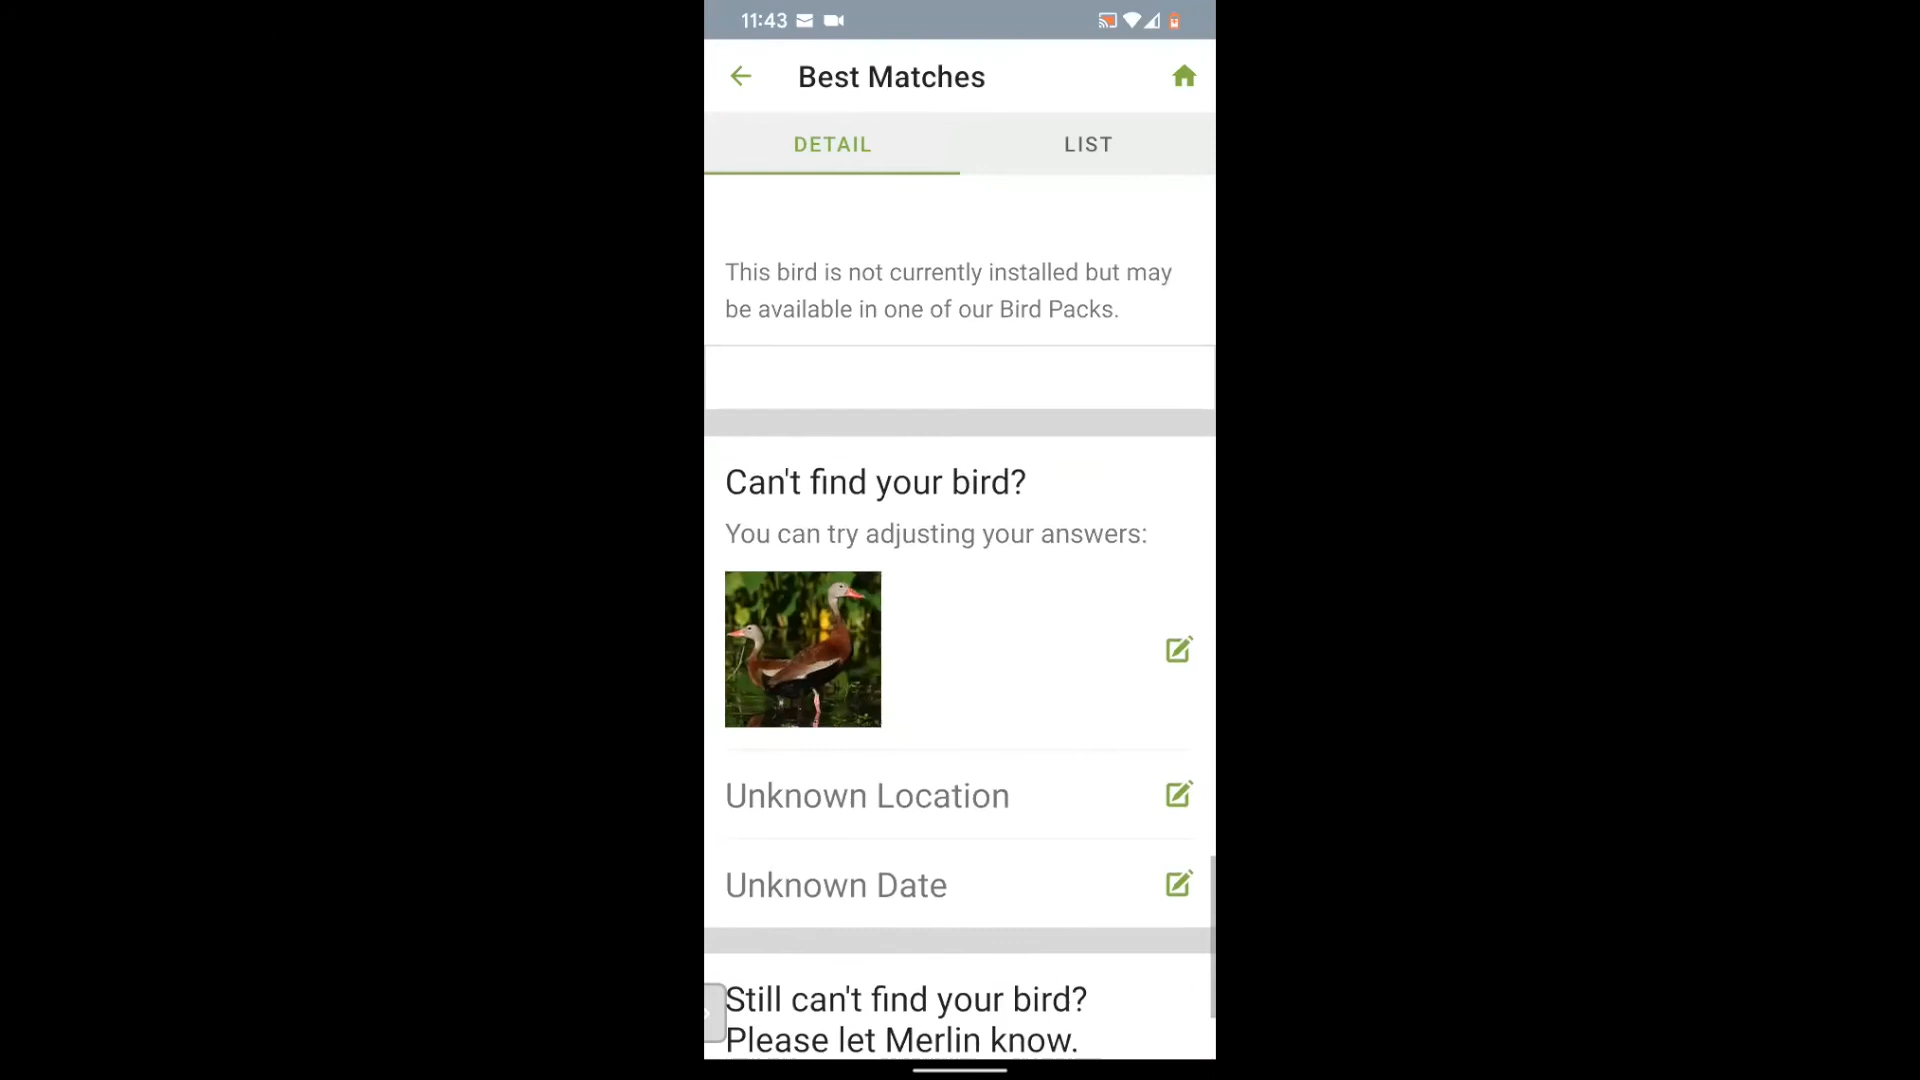 11:43
Best Matches
DETAIL
LIST
This bird is not currently installed but may
be available in one of our Bird Packs.
Can't find your bird?
You can try adjusting your answers:
Unknown Location
Unknown Date
Still can't find your bird?
Please let Merlin know.